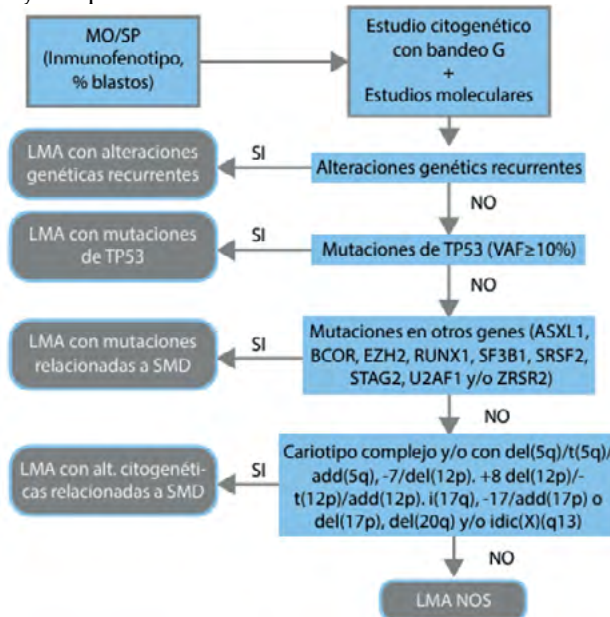 MO/SP
(Inmunofenotipo,
% blastos)
Estudio citogenético
con bandeo G
+
Estudios moleculares
LMA con alteraciones
genéticas recurrentes
SI
Alteraciones genétics recurrentes
NO
LMA con mutaciones
de TP53
SI
Mutaciones de TP53 (VAF≥10%)
NO
LMA con mutaciones
relacionadas a SMD
SI
Mutaciones en otros genes (ASXL1,
BCOR, EZH2, RUNX1, SF3B1, SRSF2,
STAG2, U2AF1 y/o ZRSR2)
NO
LMA con alt. citogenéti-
cas relacionadas a SMD
SI
Cariotipo complejo y/o con del(5q)/t(5q)/
add(5q), -7/del(12p). +8 del(12p)/-
t(12p)/add(12p). i(17q), -17/add(17p) o
del(17p), del(20q) y/o idic(X)(q13)
NO
LMA NOS